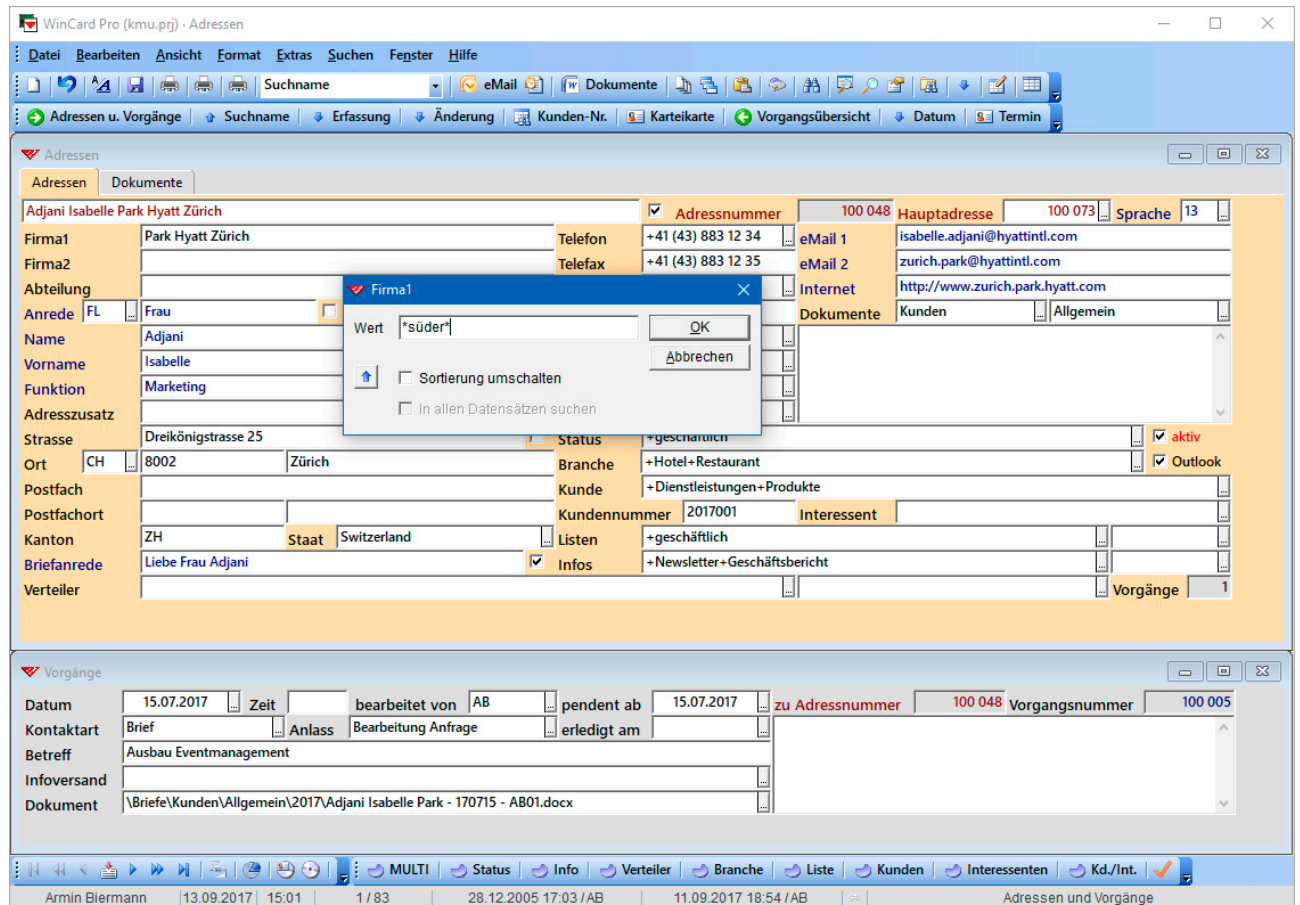 WinCard Pro (kmu.prj) - Adressen
Datei Bearbeiten Ansicht Format Extras Suchen Fenster Hilfe
Suchname eMail Dokumente
Adressen u. Vorgänge Suchname Erfassung Änderung Kunden-Nr. Karteikarte Vorgangsübersicht Datum Termin
Adressen
Adressen Dokumente
Adjani Isabelle Park Hyatt Zürich Adressnummer 100 048 Hauptadresse 100 073 ... Sprache 13 ...
Firma1 Park Hyatt Zürich Telefon +41 (43) 883 12 34 ... eMail 1 isabelle.adjani@hyattintl.com
Firma2 Telefax +41 (43) 883 12 35 eMail 2 zurich.park@hyattintl.com
Abteilung ... Internet http://www.zurich.park.hyatt.com
Anrede FL ... Frau Dokumente Kunden ... Allgemein ...
Name Adjani ...
Vorname Isabelle ...
Funktion Marketing ...
Adresszusatz ...
Firma1
Wert *süder* OK
Abbrechen
Sortierung umschalten
In allen Datensätzen suchen
Strasse Dreikönigstrasse 25 Status +geschäftlich ... aktiv
Ort CH ... 8002 Zürich Branche +Hotel+Restaurant ... Outlook
Postfach Kunde +Dienstleistungen+Produkte ...
Postfachort Kundennummer 2017001 Interessent ...
Kanton ZH Staat Switzerland ... Listen +geschäftlich ... ...
Briefanrede Liebe Frau Adjani Infos +Newsletter+Geschäftsbericht ... ...
Verteiler ... ... Vorgänge 1
Vorgänge
Datum 15.07.2017 ... Zeit bearbeitet von AB ... pendent ab 15.07.2017 ... zu Adressnummer 100 048 Vorgangsnummer 100 005
Kontaktart Brief ... Anlass Bearbeitung Anfrage ... erledigt am ...
Betreff Ausbau Eventmanagement
Infoversand ...
Dokument \Briefe\Kunden\Allgemein\2017\Adjani Isabelle Park - 170715 - AB01.docx ...
MULTI Status Info Verteiler Branche Liste Kunden Interessenten Kd./Int.
Armin Biermann 13.09.2017 15:01 1 / 83 28.12.2005 17:03 / AB 11.09.2017 18:54 / AB Adressen und Vorgänge